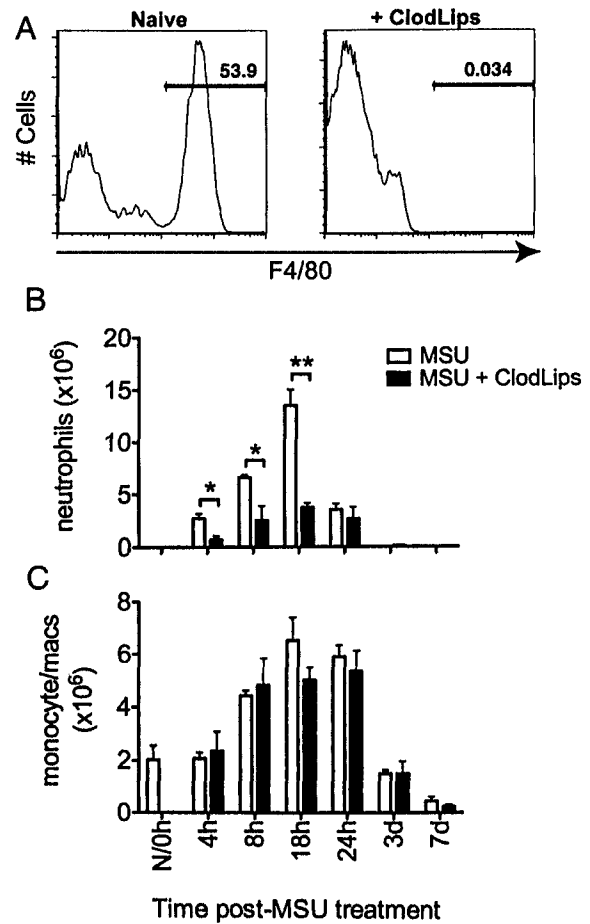 A
Naive
+ ClodLips
53.9
0.034
# Cells
F4/80
B
neutrophils (x10⁶)
20
15
10
5
0
*
*
**
MSU
MSU + ClodLips
C
monocyte/macs
(x10⁶)
8
6
4
2
0
N/0h
4h
8h
18h
24h
3d
7d
Time post-MSU treatment